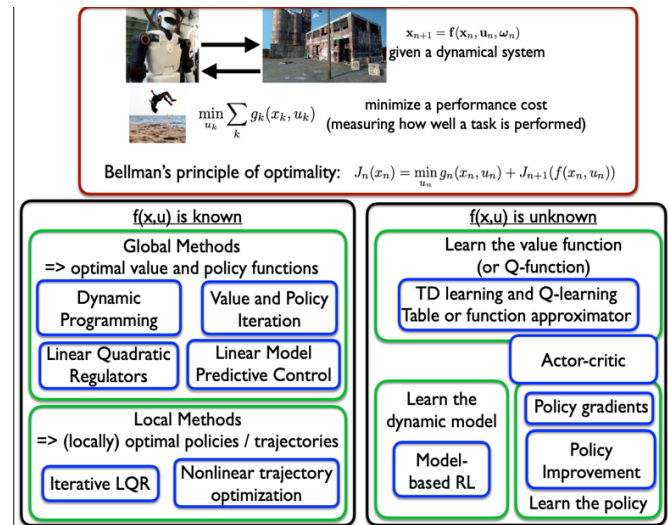 x_{n+1} = f(x_n, u_n, ω_n)
given a dynamical system
min_{u_k} ∑_k g_k(x_k, u_k)
minimize a performance cost
(measuring how well a task is performed)
Bellman's principle of optimality: J_n(x_n) = min_{u_n} g_n(x_n, u_n) + J_{n+1}(f(x_n, u_n))
f(x,u) is known
Global Methods
=> optimal value and policy functions
Dynamic
Programming
Value and Policy
Iteration
Linear Quadratic
Regulators
Linear Model
Predictive Control
Local Methods
=> (locally) optimal policies / trajectories
Iterative LQR
Nonlinear trajectory
optimization
f(x,u) is unknown
Learn the value function
(or Q-function)
TD learning and Q-learning
Table or function approximator
Actor-critic
Learn the
dynamic model
Model-
based RL
Policy gradients
Policy
Improvement
Learn the policy